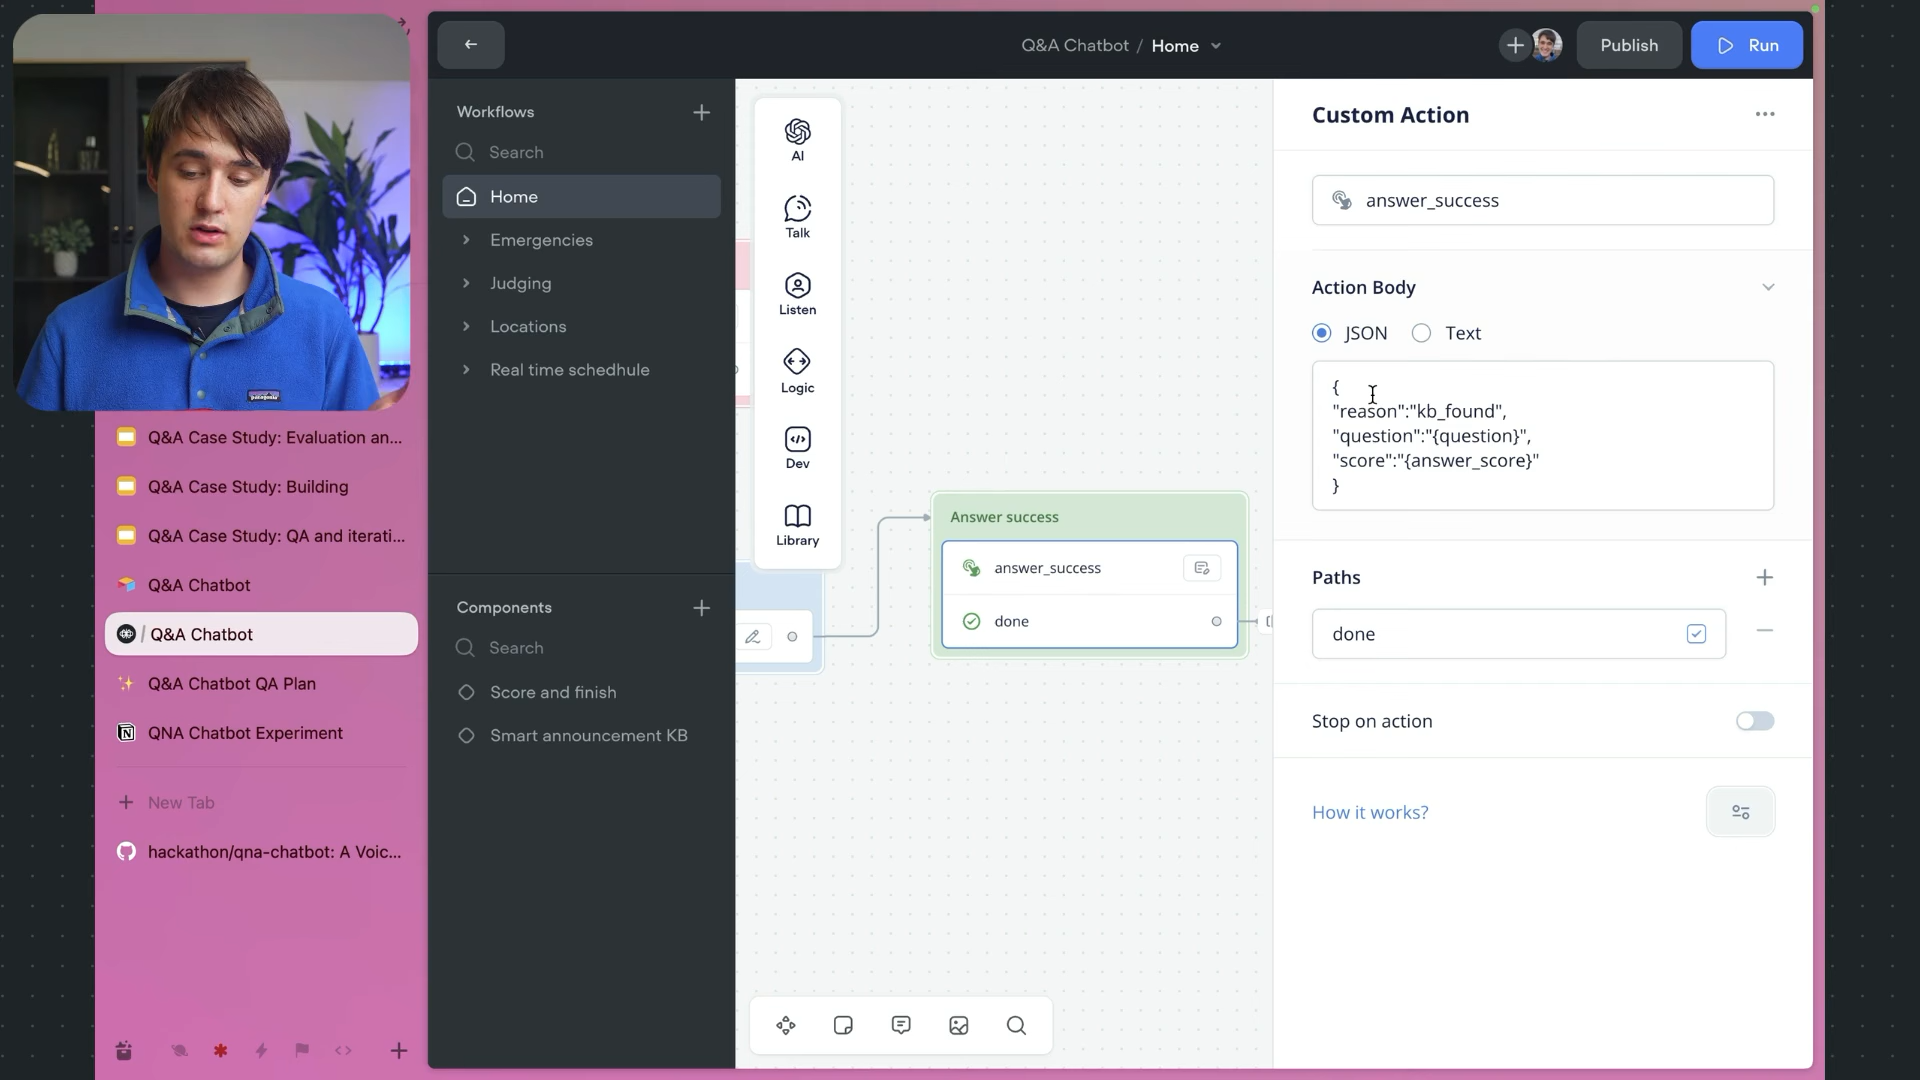 Q&A Chatbot / Home
Publish
Run
Workflows
Search
Home
Emergencies
Judging
Locations
Real time schedhule
Components
Search
Score and finish
Smart announcement KB
AI
Talk
Listen
Logic
Dev
Library
Answer success
answer_success
done
Custom Action
answer_success
Action Body
JSON
Text
{
"reason":"kb_found",
"question":"{question}",
"score":"{answer_score}"
}
Paths
done
Stop on action
How it works?
Q&A Case Study: Evaluation an...
Q&A Case Study: Building
Q&A Case Study: QA and iterati...
Q&A Chatbot
/ Q&A Chatbot
Q&A Chatbot QA Plan
QNA Chatbot Experiment
New Tab
hackathon/qna-chatbot: A Voic...
patagonia